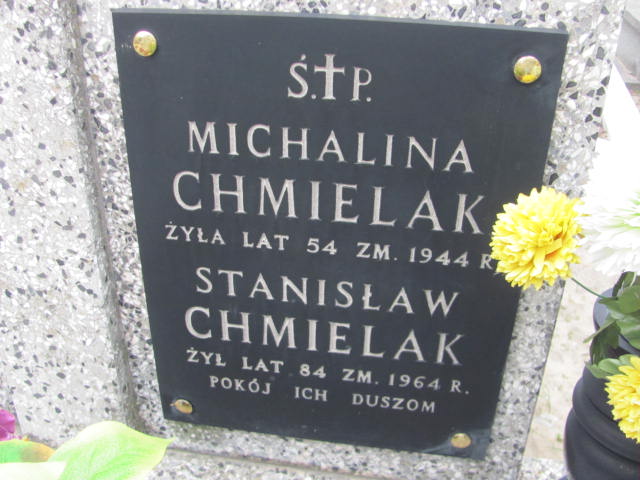 Ś.†P.
MICHALINA
CHMIELAK
ŻYŁA LAT 54 ZM. 1944 R
STANISŁAW
CHMIELAK
ŻYŁ LAT 84 ZM. 1964 R.
POKÓJ ICH DUSZOM